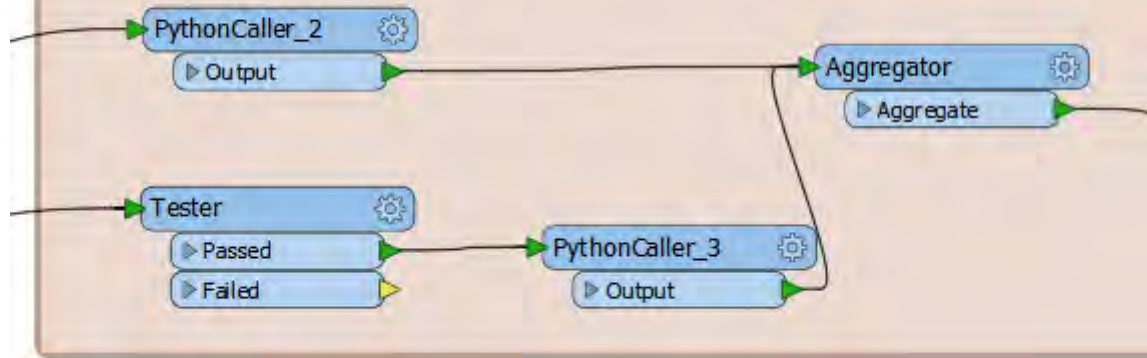 PythonCaller_2
Output
Aggregator
Aggregate
Tester
Passed
Failed
PythonCaller_3
Output